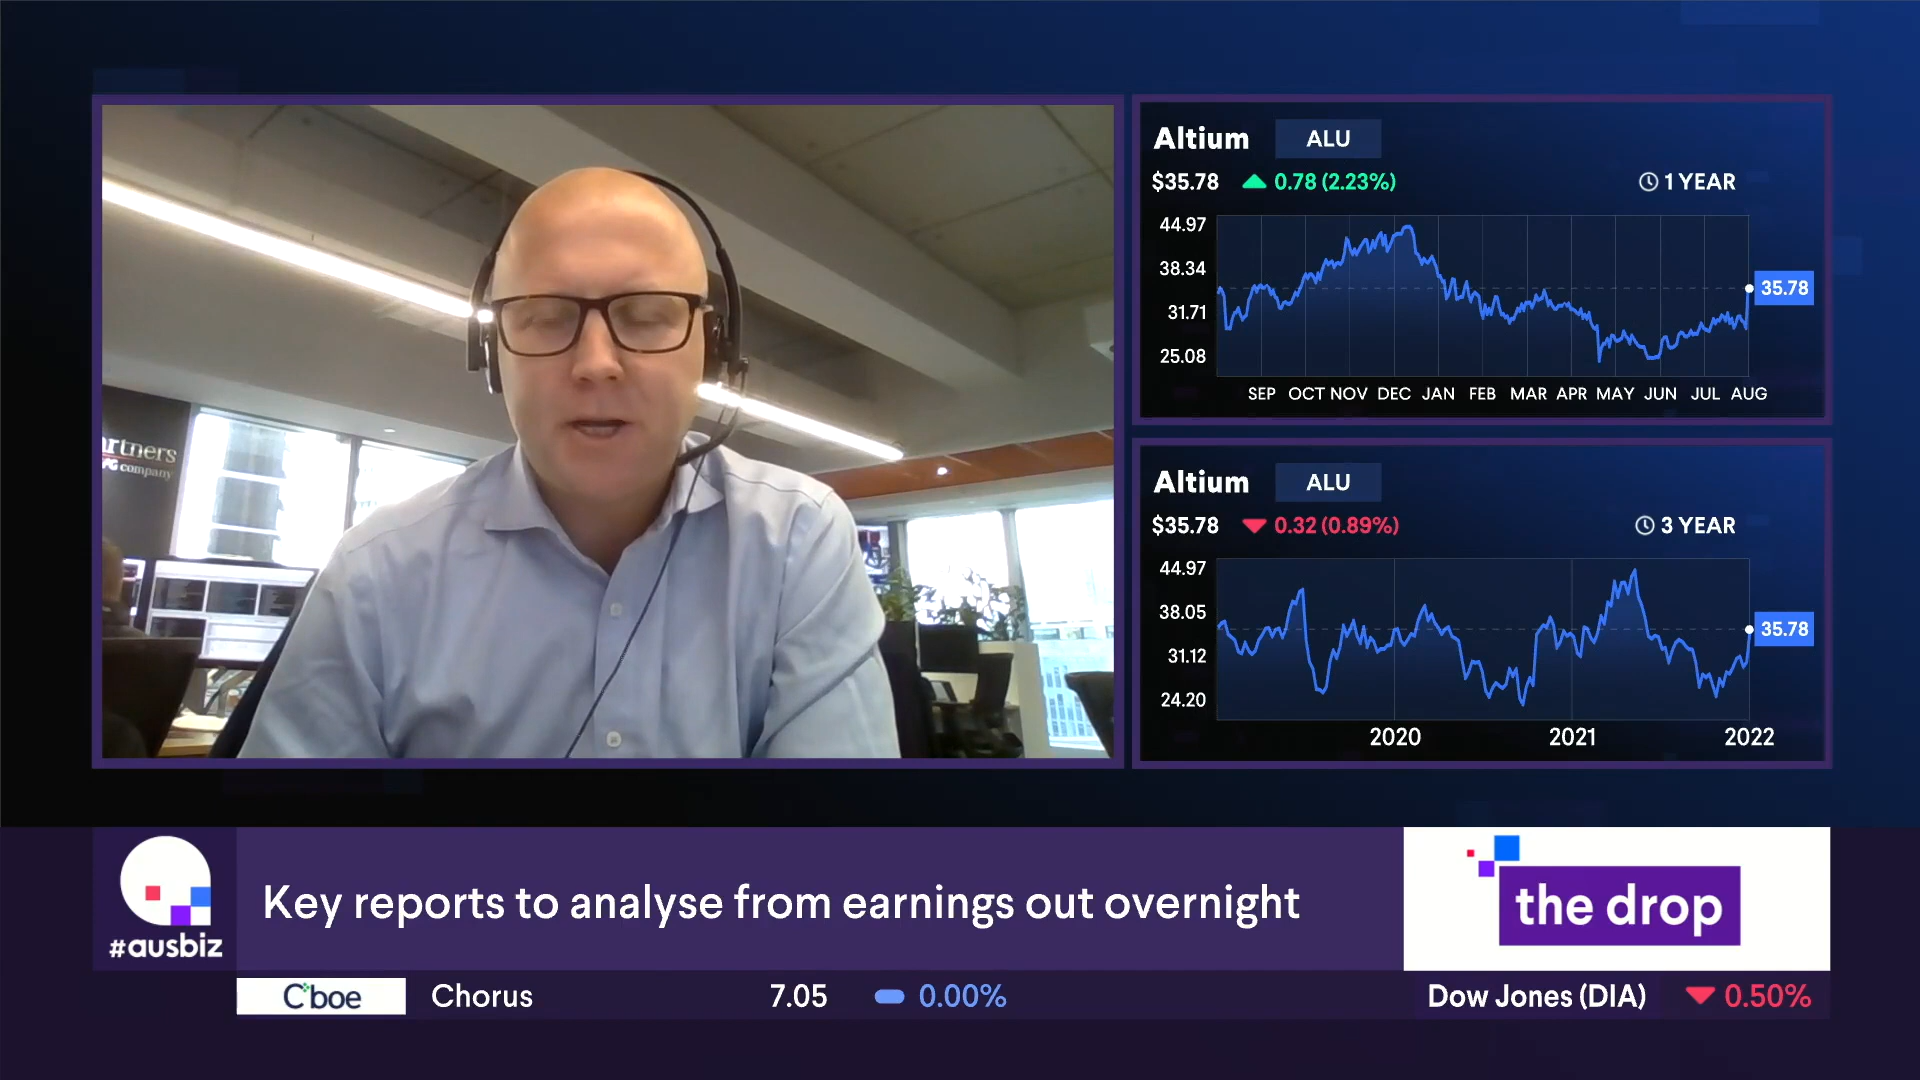 rtners
company
Altium ALU
$35.78 0.78 (2.23%) 1 YEAR
44.97
38.34
31.71
25.08
35.78
SEP OCT NOV DEC JAN FEB MAR APR MAY JUN JUL AUG
Altium ALU
$35.78 0.32 (0.89%) 3 YEAR
44.97
38.05
31.12
24.20
35.78
2020 2021 2022
#ausbiz
Key reports to analyse from earnings out overnight
the drop
Cboe Chorus 7.05 0.00% Dow Jones (DIA) 0.50%